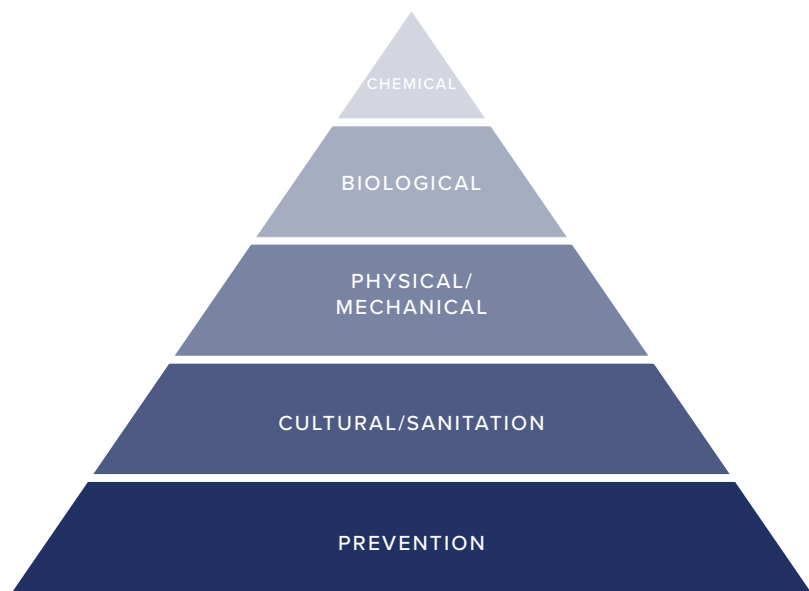 CHEMICAL
BIOLOGICAL
PHYSICAL/
MECHANICAL
CULTURAL/SANITATION
PREVENTION